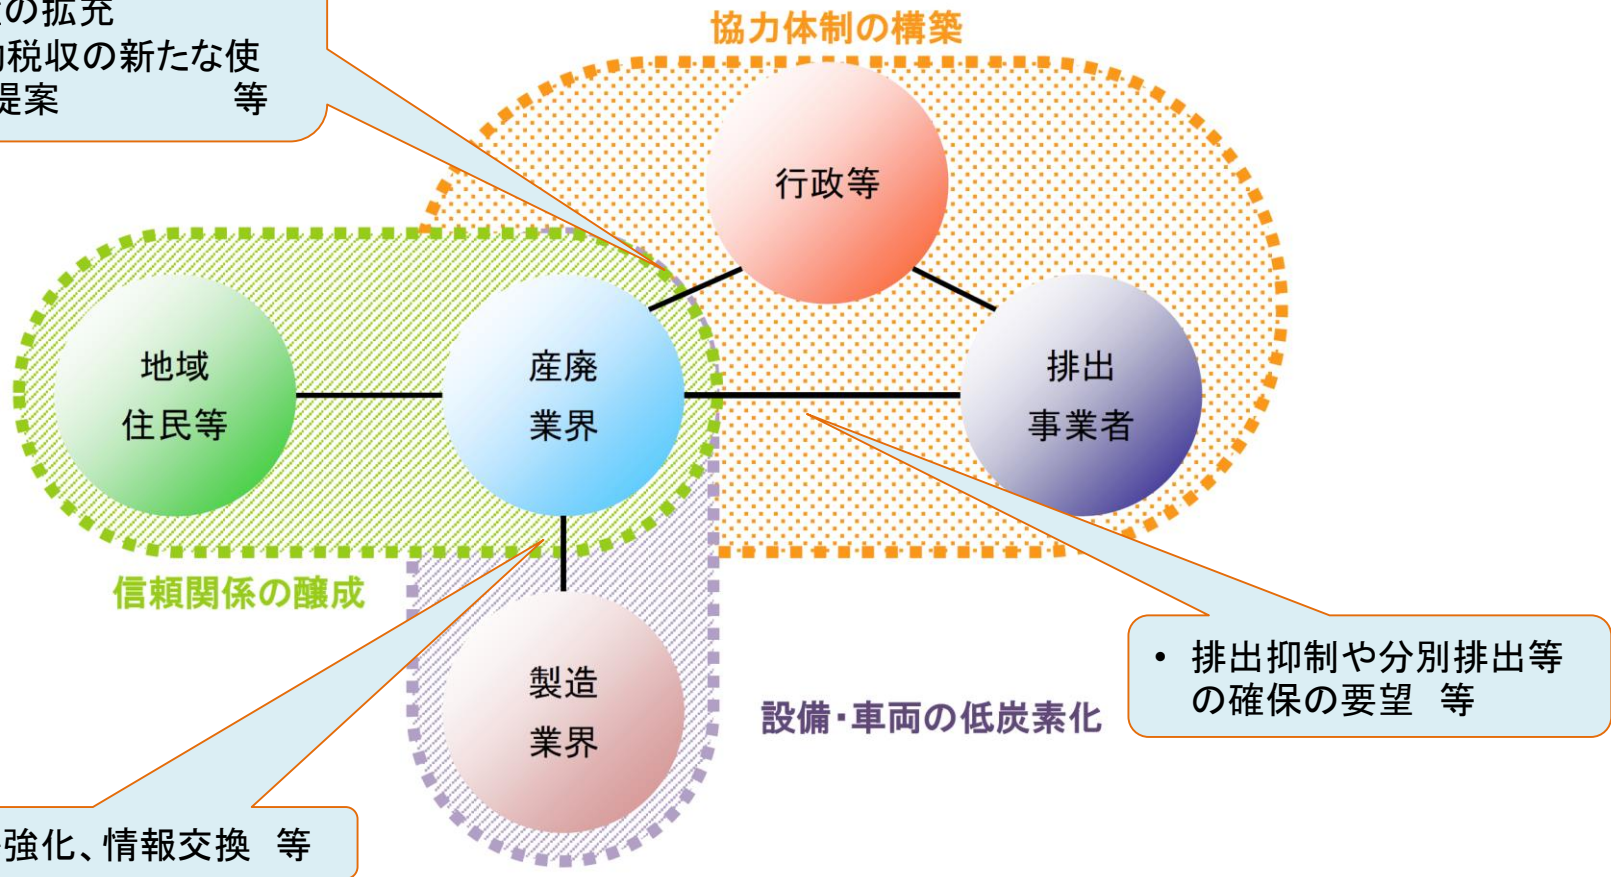 の拡充
税収の新たな使
提案 等
協力体制の構築
行政等
地域
住民等
産廃
業界
排出
事業者
信頼関係の醸成
製造
業界
設備・車両の低炭素化
• 排出抑制や分別排出等
の確保の要望 等
強化、情報交換 等